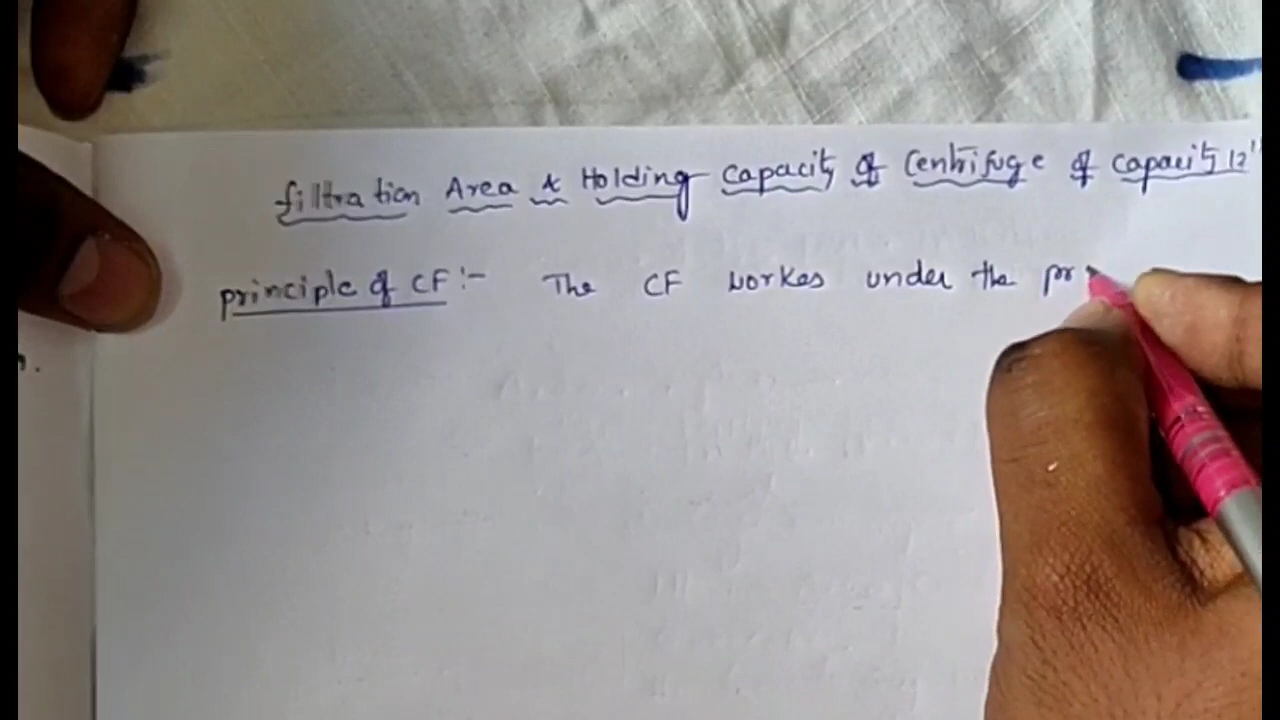 filtration Area & Holding capacity of Centrifuge of capacity 12"
principle of CF:- The CF workes under the pr